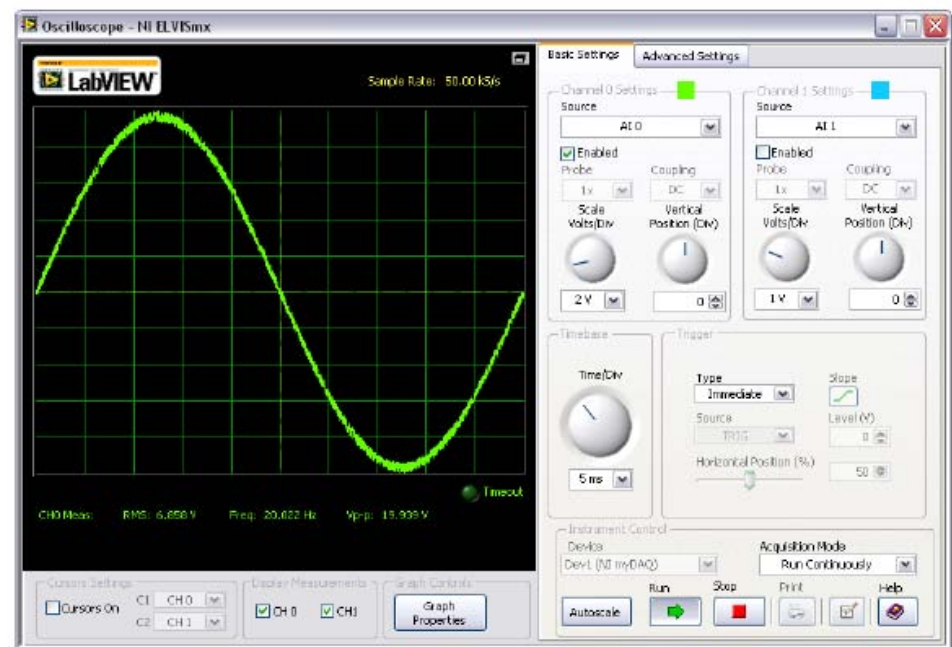 Oscilloscope - NI ELVISmx
LabVIEW
Sample Rate: 50.00 kS/s
Timeout
CH0 Meas: RMS: 6.858 V Freq: 20.022 Hz Vp-p: 19.939 V
Cursors Settings
Cursors On
C1 CH 0
C2 CH 1
Display Measurements
CH 0 CH1
Graph Controls
Graph
Properties
Basic Settings Advanced Settings
Channel 0 Settings
Source
AI 0
Enabled
Probe Coupling
1x DC
Scale Vertical
Volts/Div Position (Div)
2 V 0
Channel 1 Settings
Source
AI 1
Enabled
Probe Coupling
1x DC
Scale Vertical
Volts/Div Position (Div)
1 V 0
Timebase
Time/Div
5 ms
Trigger
Type Slope
Immediate
Source Level (V)
TRIG 0
Horizontal Position (%)
50
Instrument Control
Device Acquisition Mode
Dev1 (NI myDAQ) Run Continuously
Run Stop Print Help
Autoscale